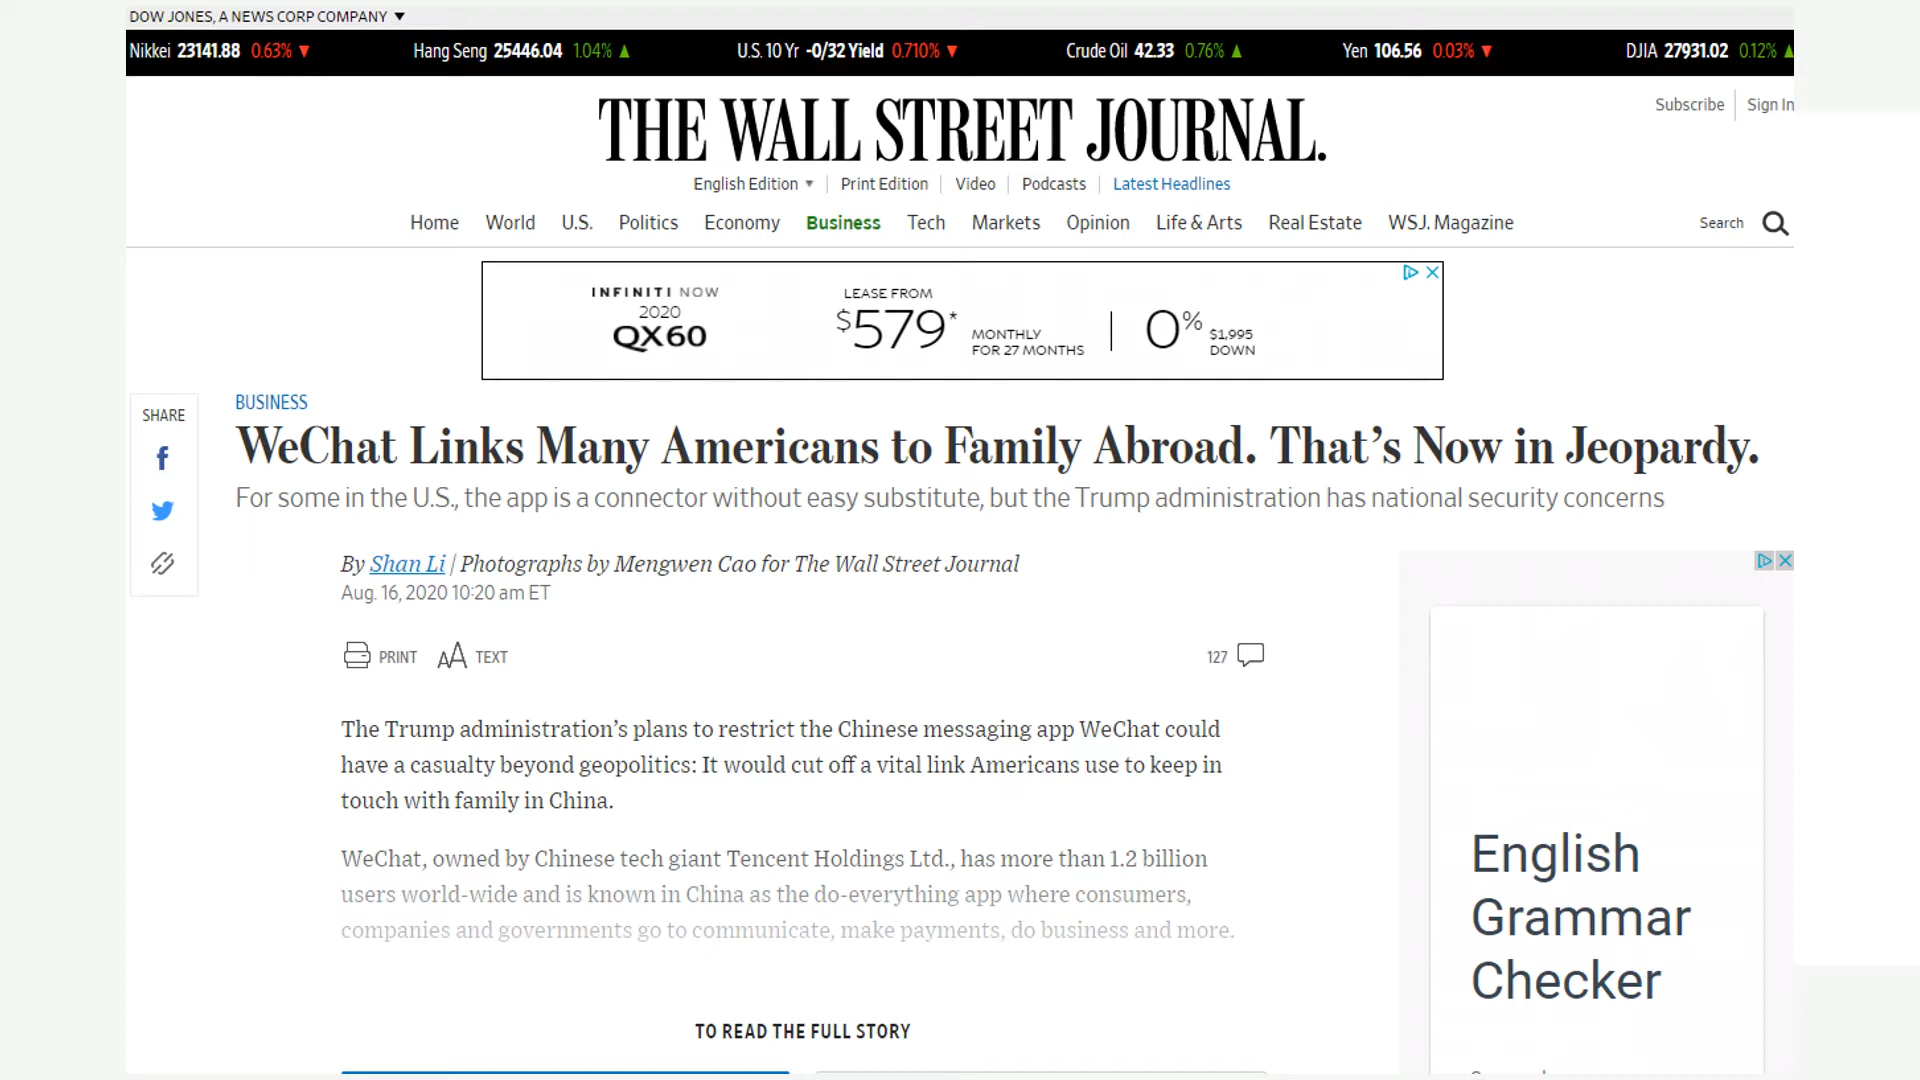 DOW JONES, A NEWS CORP COMPANY
Nikkei 23141.88 0.63% Hang Seng 25446.04 1.04% U.S. 10 Yr -0/32 Yield 0.710% Crude Oil 42.33 0.76% Yen 106.56 0.03% DJIA 27931.02 0.12%
Subscribe Sign In
THE WALL STREET JOURNAL.
English Edition Print Edition Video Podcasts Latest Headlines
Home World U.S. Politics Economy Business Tech Markets Opinion Life & Arts Real Estate WSJ. Magazine Search
INFINITI NOW
2020
QX60
LEASE FROM
$579*
MONTHLY
FOR 27 MONTHS
0%
$1,995
DOWN
SHARE
BUSINESS
WeChat Links Many Americans to Family Abroad. That's Now in Jeopardy.
For some in the U.S., the app is a connector without easy substitute, but the Trump administration has national security concerns
By Shan Li | Photographs by Mengwen Cao for The Wall Street Journal
Aug. 16, 2020 10:20 am ET
PRINT TEXT 127
The Trump administration's plans to restrict the Chinese messaging app WeChat could
have a casualty beyond geopolitics: It would cut off a vital link Americans use to keep in
touch with family in China.
WeChat, owned by Chinese tech giant Tencent Holdings Ltd., has more than 1.2 billion
users world-wide and is known in China as the do-everything app where consumers,
companies and governments go to communicate, make payments, do business and more.
TO READ THE FULL STORY
English
Grammar
Checker